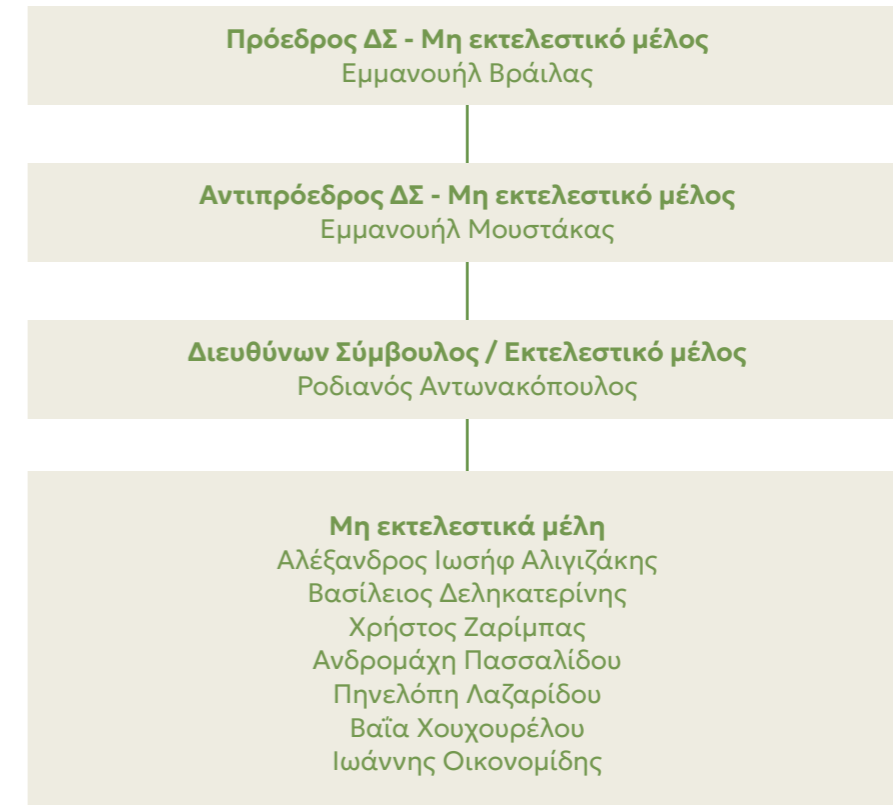 Πρόεδρος ΔΣ - Μη εκτελεστικό μέλος
Εμμανουήλ Βράιλας
Αντιπρόεδρος ΔΣ - Μη εκτελεστικό μέλος
Εμμανουήλ Μουστάκας
Διευθύνων Σύμβουλος / Εκτελεστικό μέλος
Ροδιανός Αντωνακόπουλος
Μη εκτελεστικά μέλη
Αλέξανδρος Ιωσήφ Αλιγιζάκης
Βασίλειος Δεληκατερίνης
Χρήστος Ζαρίμπας
Ανδρομάχη Πασσαλίδου
Πηνελόπη Λαζαρίδου
Βαΐα Χουχουρέλου
Ιωάννης Οικονομίδης